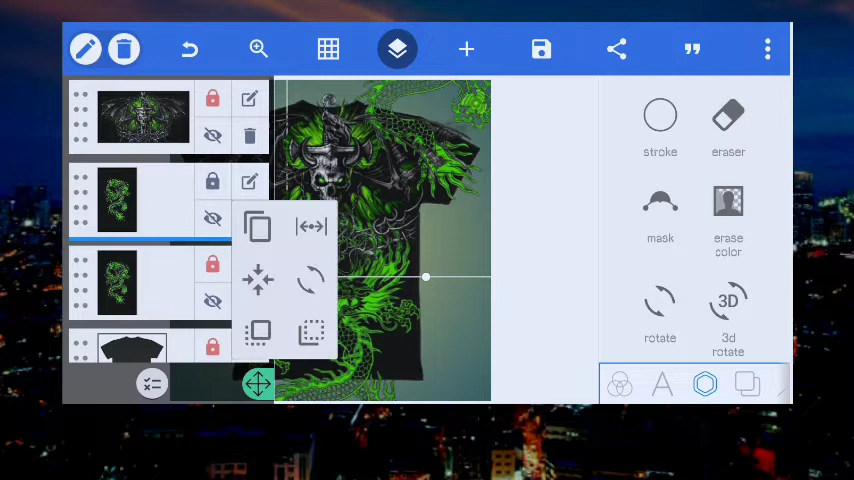 stroke
eraser
mask
erase
color
3D
rotate
3d
rotate
A